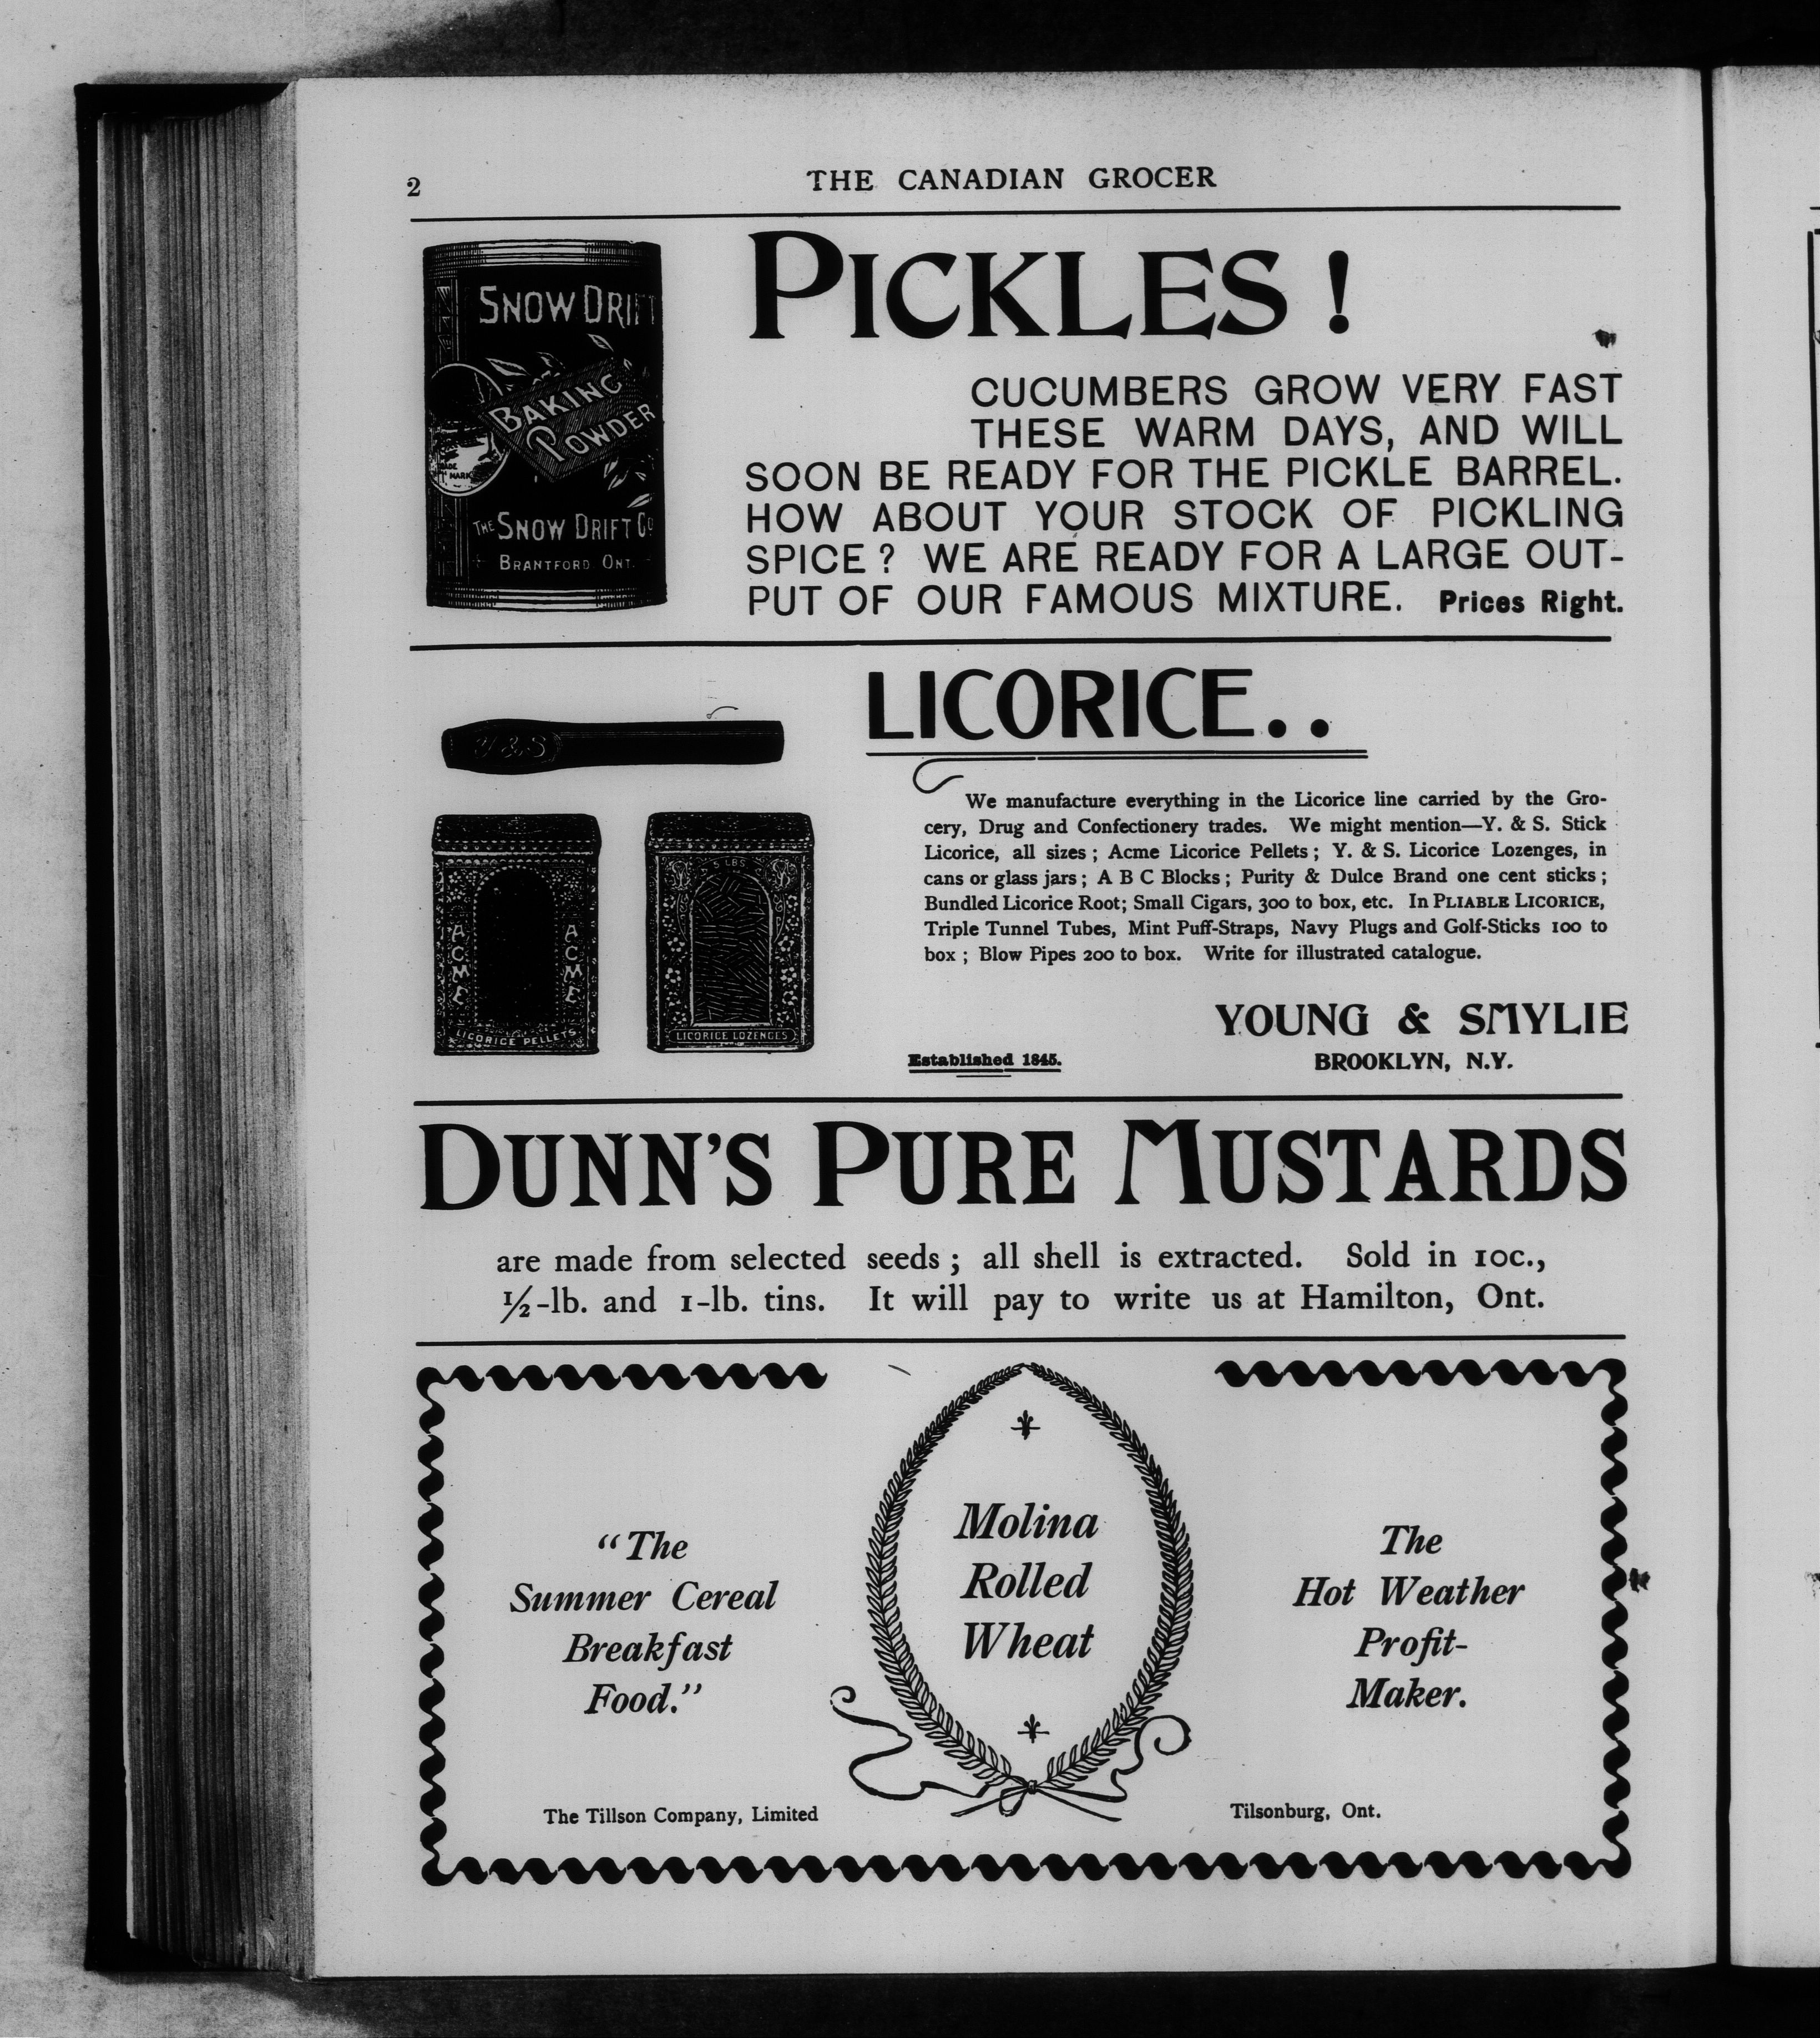 2
THE CANADIAN GROCER
SNOW DRIFT
BAKING
POWDER
TRADE
MARK
THE SNOW DRIFT Co
BRANTFORD ONT.
PICKLES !
CUCUMBERS GROW VERY FAST
THESE WARM DAYS, AND WILL
SOON BE READY FOR THE PICKLE BARREL.
HOW ABOUT YOUR STOCK OF PICKLING
SPICE ? WE ARE READY FOR A LARGE OUT-
PUT OF OUR FAMOUS MIXTURE. Prices Right.
Y & S
ACME
ACME
LICORICE PELLETS
5 LBS
LICORICE LOZENGES
LICORICE..
We manufacture everything in the Licorice line carried by the Gro-
cery, Drug and Confectionery trades. We might mention—Y. & S. Stick
Licorice, all sizes ; Acme Licorice Pellets ; Y. & S. Licorice Lozenges, in
cans or glass jars ; A B C Blocks ; Purity & Dulce Brand one cent sticks ;
Bundled Licorice Root; Small Cigars, 300 to box, etc. In PLIABLE LICORICE,
Triple Tunnel Tubes, Mint Puff-Straps, Navy Plugs and Golf-Sticks 100 to
box ; Blow Pipes 200 to box. Write for illustrated catalogue.
YOUNG & SMYLIE
Established 1845.
BROOKLYN, N.Y.
DUNN'S PURE MUSTARDS
are made from selected seeds ; all shell is extracted. Sold in 10c.,
½-lb. and 1-lb. tins. It will pay to write us at Hamilton, Ont.
"The
Summer Cereal
Breakfast
Food."
Molina
Rolled
Wheat
The
Hot Weather
Profit-
Maker.
The Tillson Company, Limited
Tilsonburg, Ont.